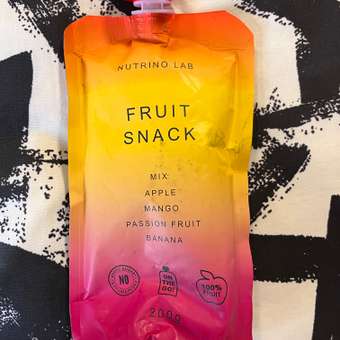 NUTRINO LAB
FRUIT
SNACK
MIX:
APPLE
MANGO
PASSION FRUIT
BANANA
NO
ON
THE
GO!
100%
FRUIT
200g